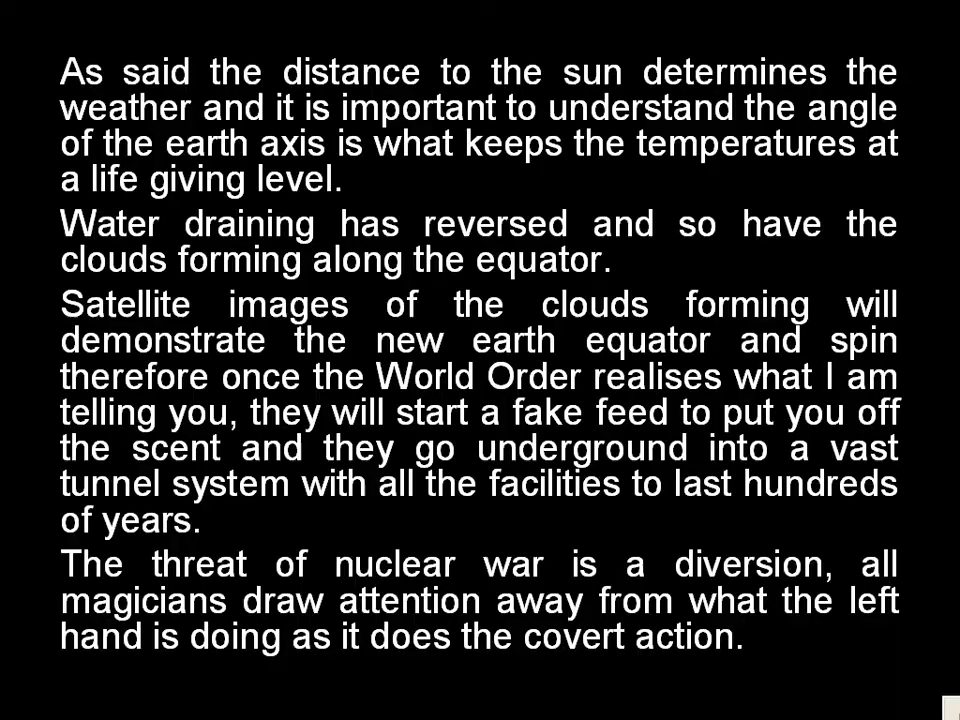 As said the distance to the sun determines the
weather and it is important to understand the angle
of the earth axis is what keeps the temperatures at
a life giving level.
Water draining has reversed and so have the
clouds forming along the equator.
Satellite images of the clouds forming will
demonstrate the new earth equator and spin
therefore once the World Order realises what I am
telling you, they will start a fake feed to put you off
the scent and they go underground into a vast
tunnel system with all the facilities to last hundreds
of years.
The threat of nuclear war is a diversion, all
magicians draw attention away from what the left
hand is doing as it does the covert action.